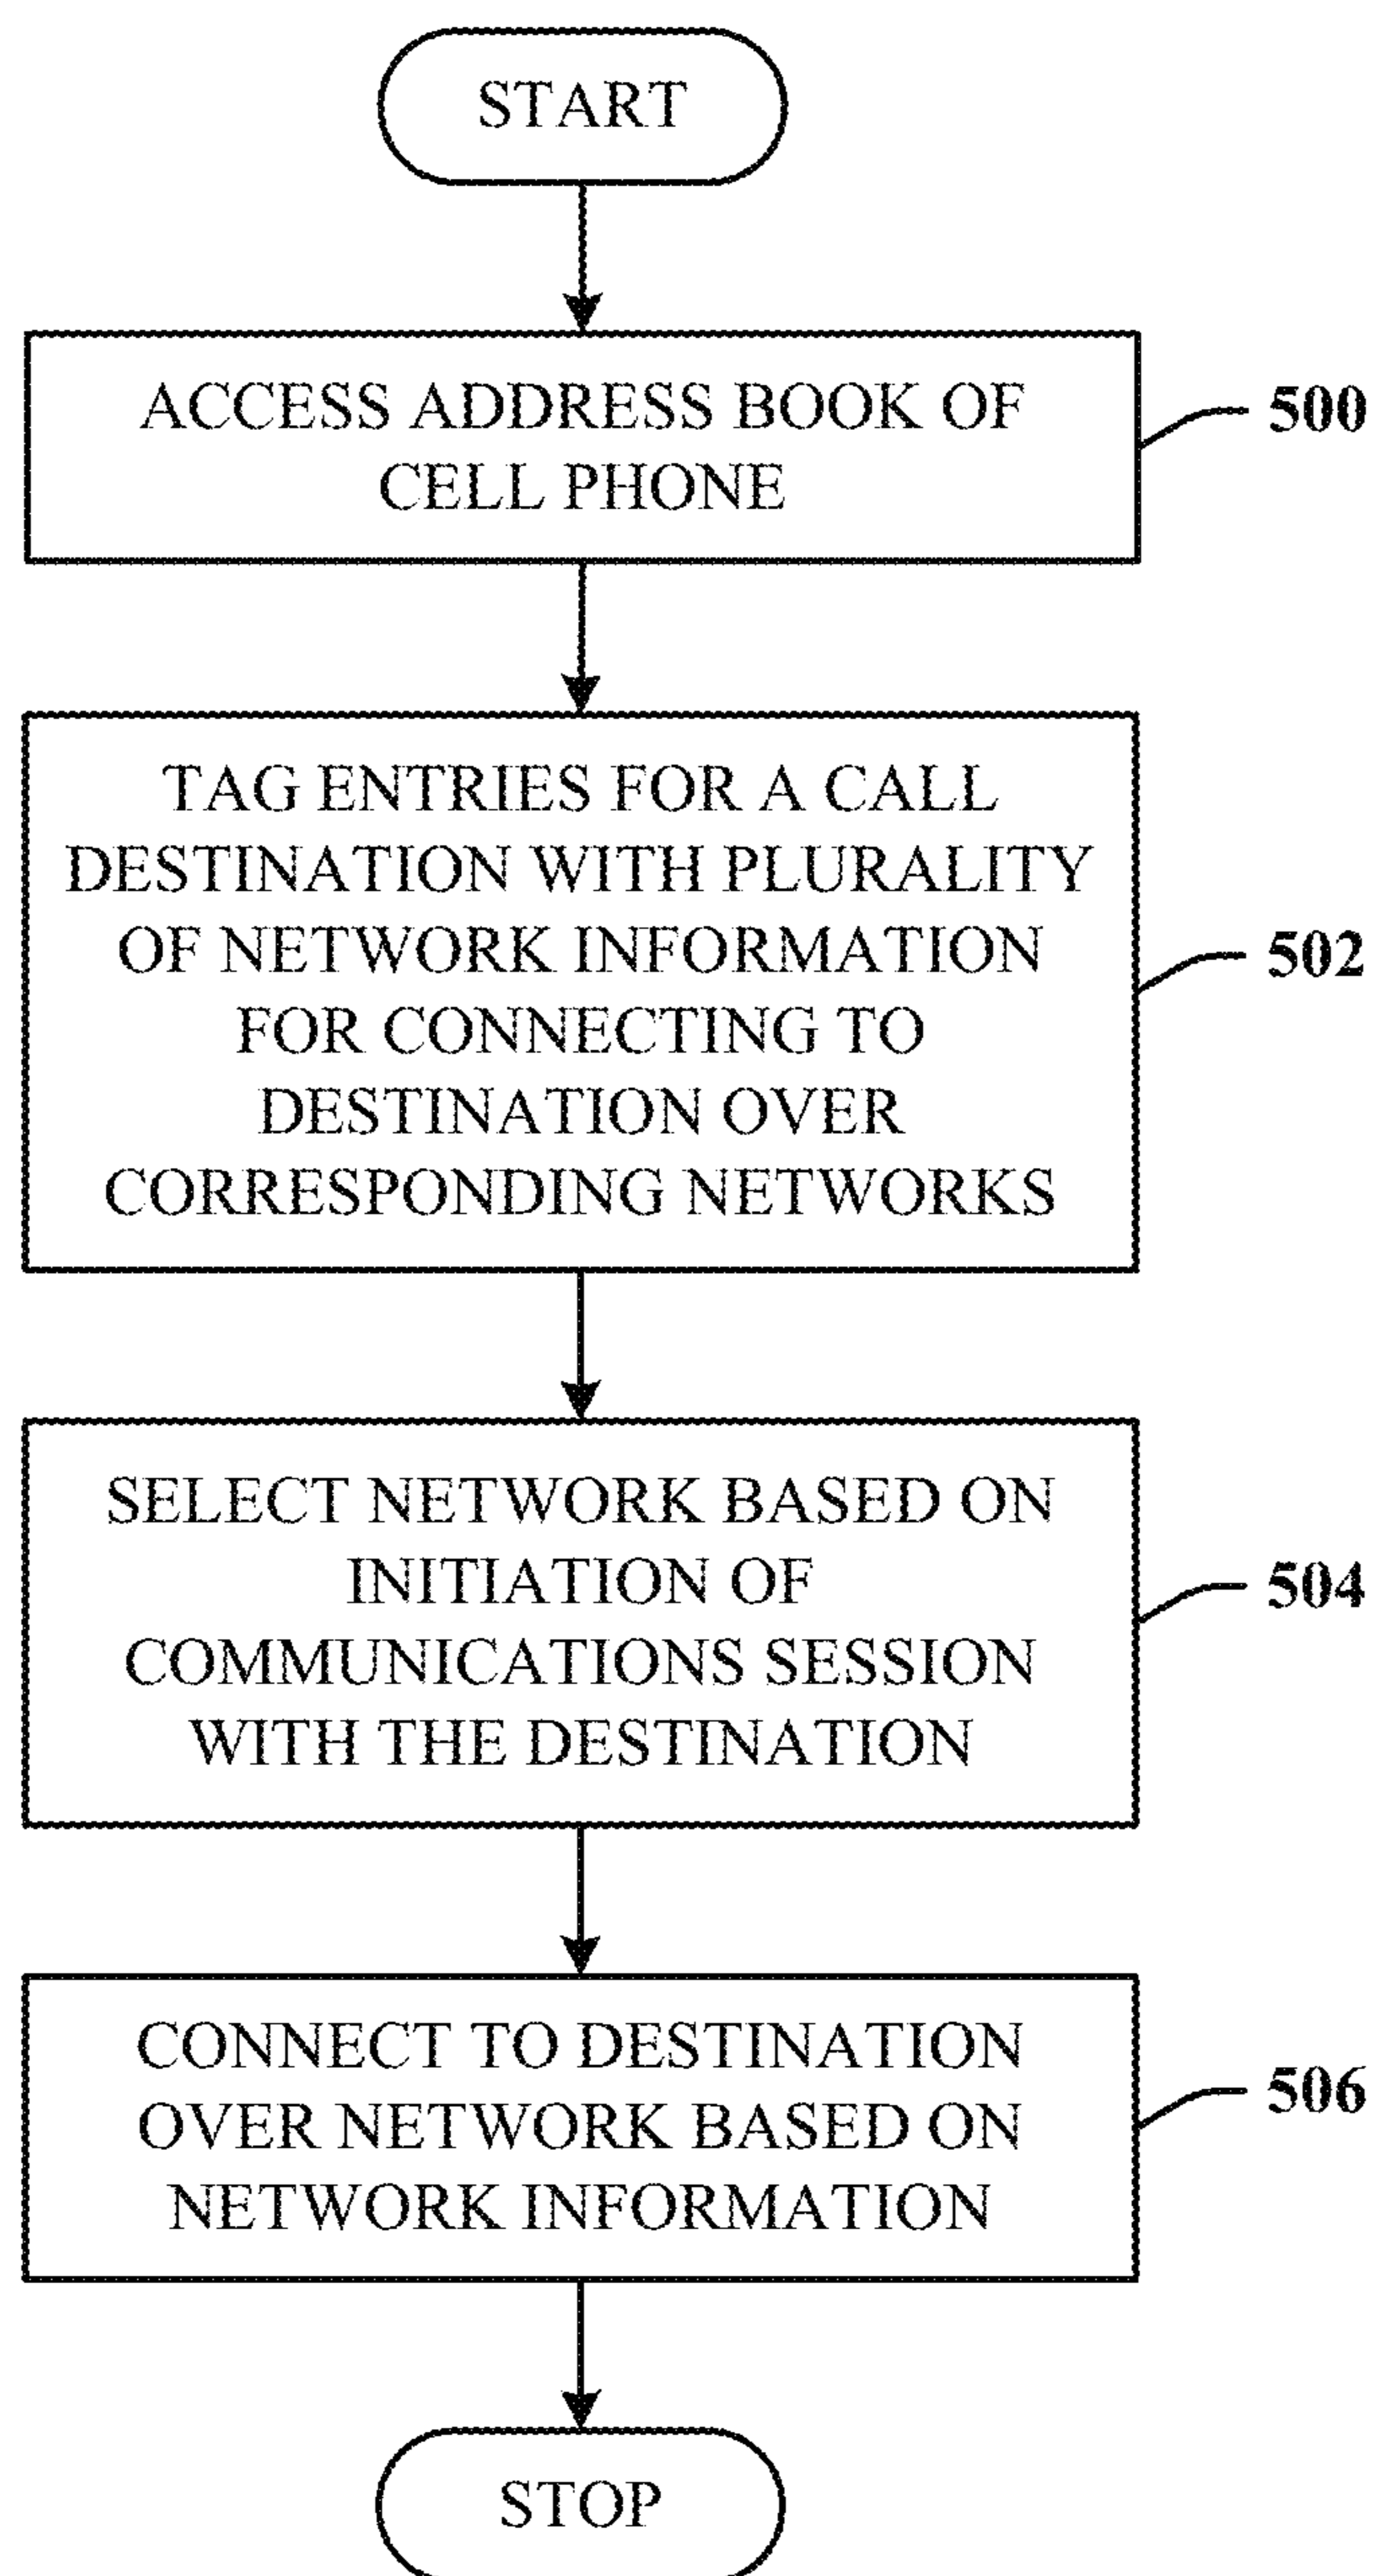 START
ACCESS ADDRESS BOOK OF
CELL PHONE
500
TAG ENTRIES FOR A CALL
DESTINATION WITH PLURALITY
OF NETWORK INFORMATION
FOR CONNECTING TO
DESTINATION OVER
CORRESPONDING NETWORKS
502
SELECT NETWORK BASED ON
INITIATION OF
COMMUNICATIONS SESSION
WITH THE DESTINATION
504
CONNECT TO DESTINATION
OVER NETWORK BASED ON
NETWORK INFORMATION
506
STOP